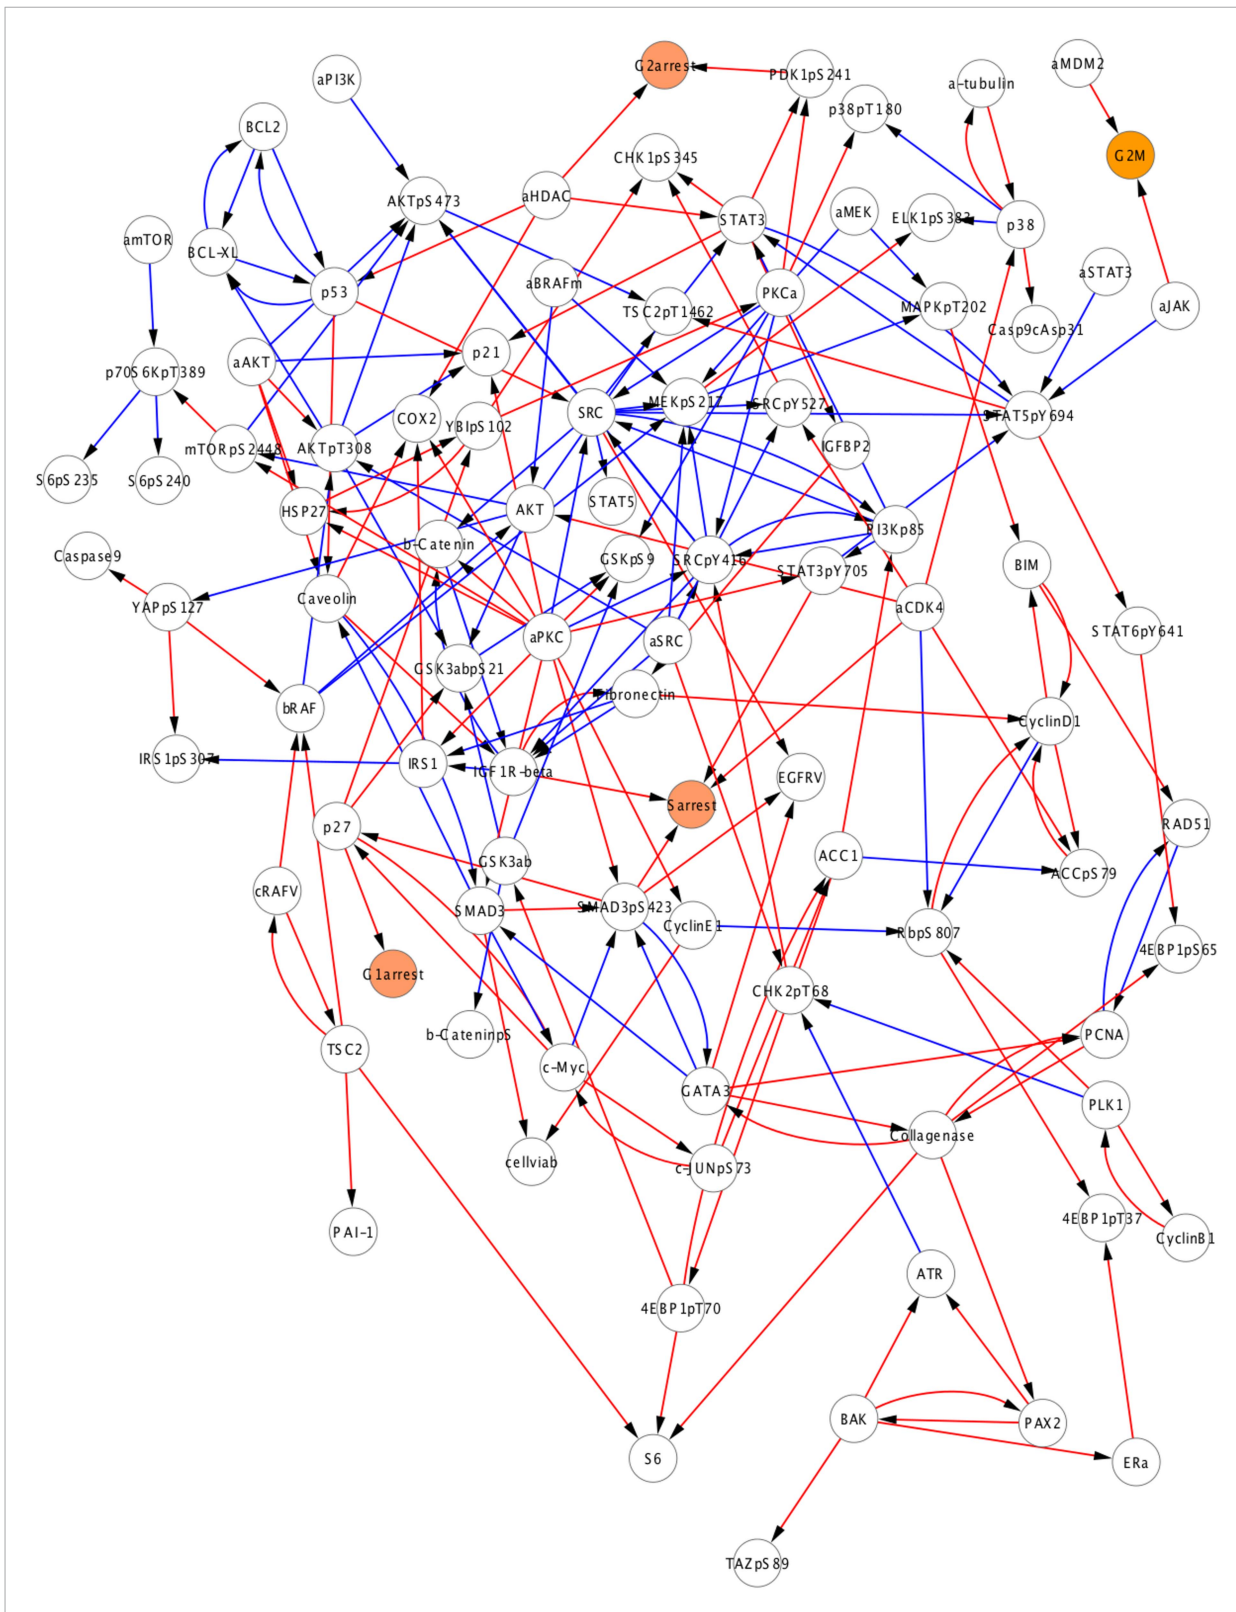 G2arrest
PDK1pS241
aMDM2
aPI3K
a-tubulin
p38pT180
BCL2
G2M
CHK1pS345
AKTpS473
aHDAC
STAT3
aMEK
ELK1pS383
p38
amTOR
BCL-XL
aSTAT3
p53
aBRAFm
PKCa
TSC2pT1462
MAPKpT202
aJAK
Casp9cAsp31
p21
aAKT
p70S6KpT389
COX2
SRC
MEKpS217
SRCpY527
STAT5pY694
YBIpS102
IGFBP2
mTORpS2448
AKTpT308
S6pS235
S6pS240
HSP27
AKT
STAT5
PI3Kp85
b-Catenin
Caspase9
GSKpS9
SRCpY416
STAT3pY705
BIM
YAPpS127
Caveolin
aCDK4
STAT6pY641
aPKC
aSRC
GSK3abpS21
Fibronectin
bRAF
CyclinD1
IRS1pS307
IRS1
IGF1R-beta
EGFRV
Sarrest
p27
RAD51
GSK3ab
ACC1
ACCpS79
cRAFV
SMAD3
SMAD3pS423
CyclinE1
RbpS807
4EBP1pS65
G1arrest
CHK2pT68
b-CateninpS
PCNA
TSC2
c-Myc
GATA3
PLK1
Collagenase
cellviab
c-JUNpS73
PAI-1
4EBP1pT37
CyclinB1
ATR
4EBP1pT70
BAK
PAX2
S6
ERa
TAZpS89